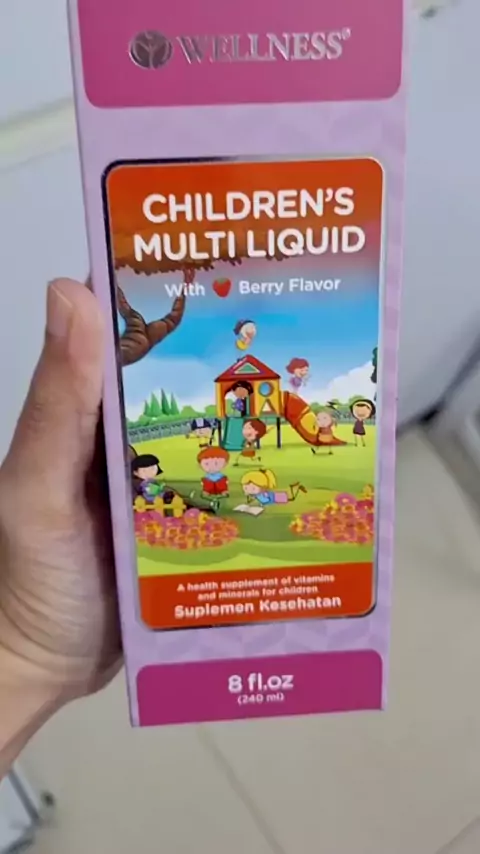 WELLNESS®
CHILDREN'S
MULTI LIQUID
With Berry Flavor
A health supplement of vitamins
and minerals for children
Suplemen Kesehatan
8 fl.oz
(240 ml)